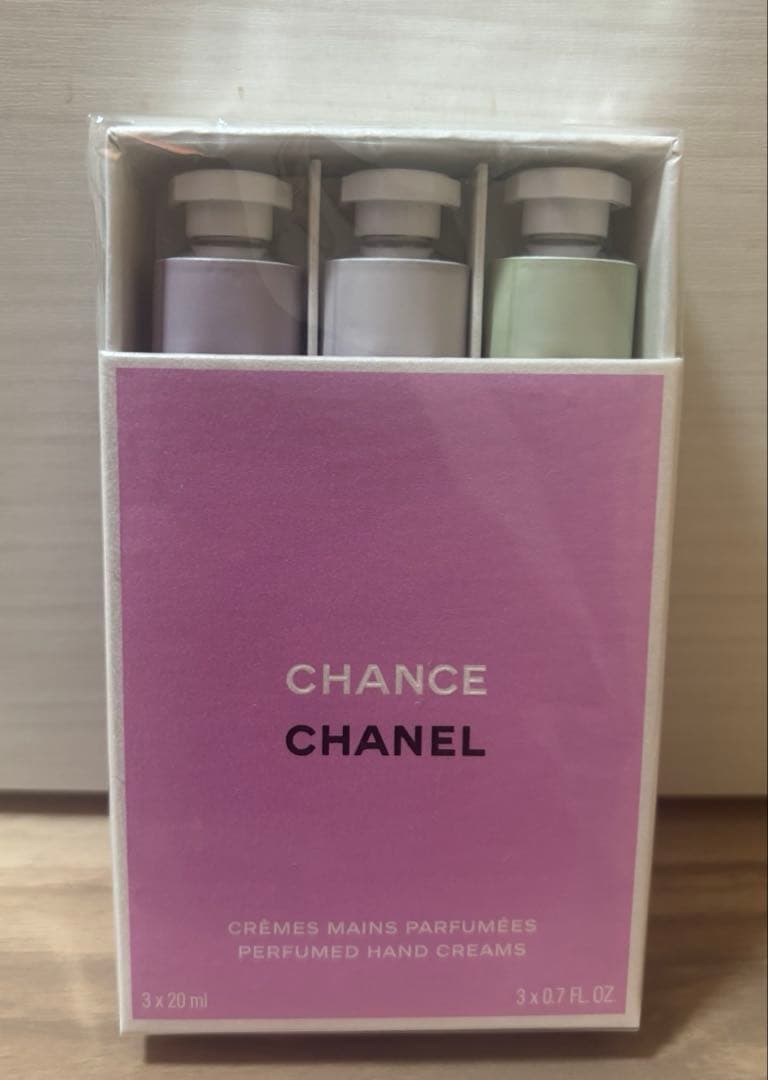 CHANCE
CHANEL
CRÈMES MAINS PARFUMÉES
PERFUMED HAND CREAMS
3 x 20 ml
3 x 0.7 FL. OZ.